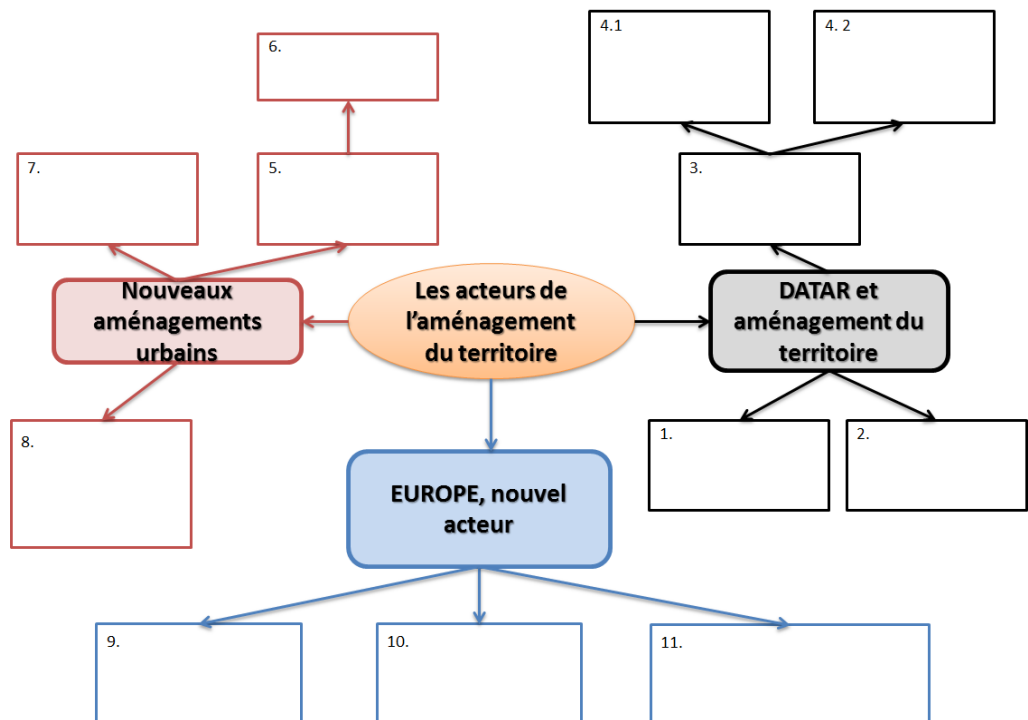 4.1
4. 2
6.
7.
5.
3.
Nouveaux
aménagements
urbains
Les acteurs de
l'aménagement
du territoire
DATAR et
aménagement du
territoire
8.
1.
2.
EUROPE, nouvel
acteur
9.
10.
11.